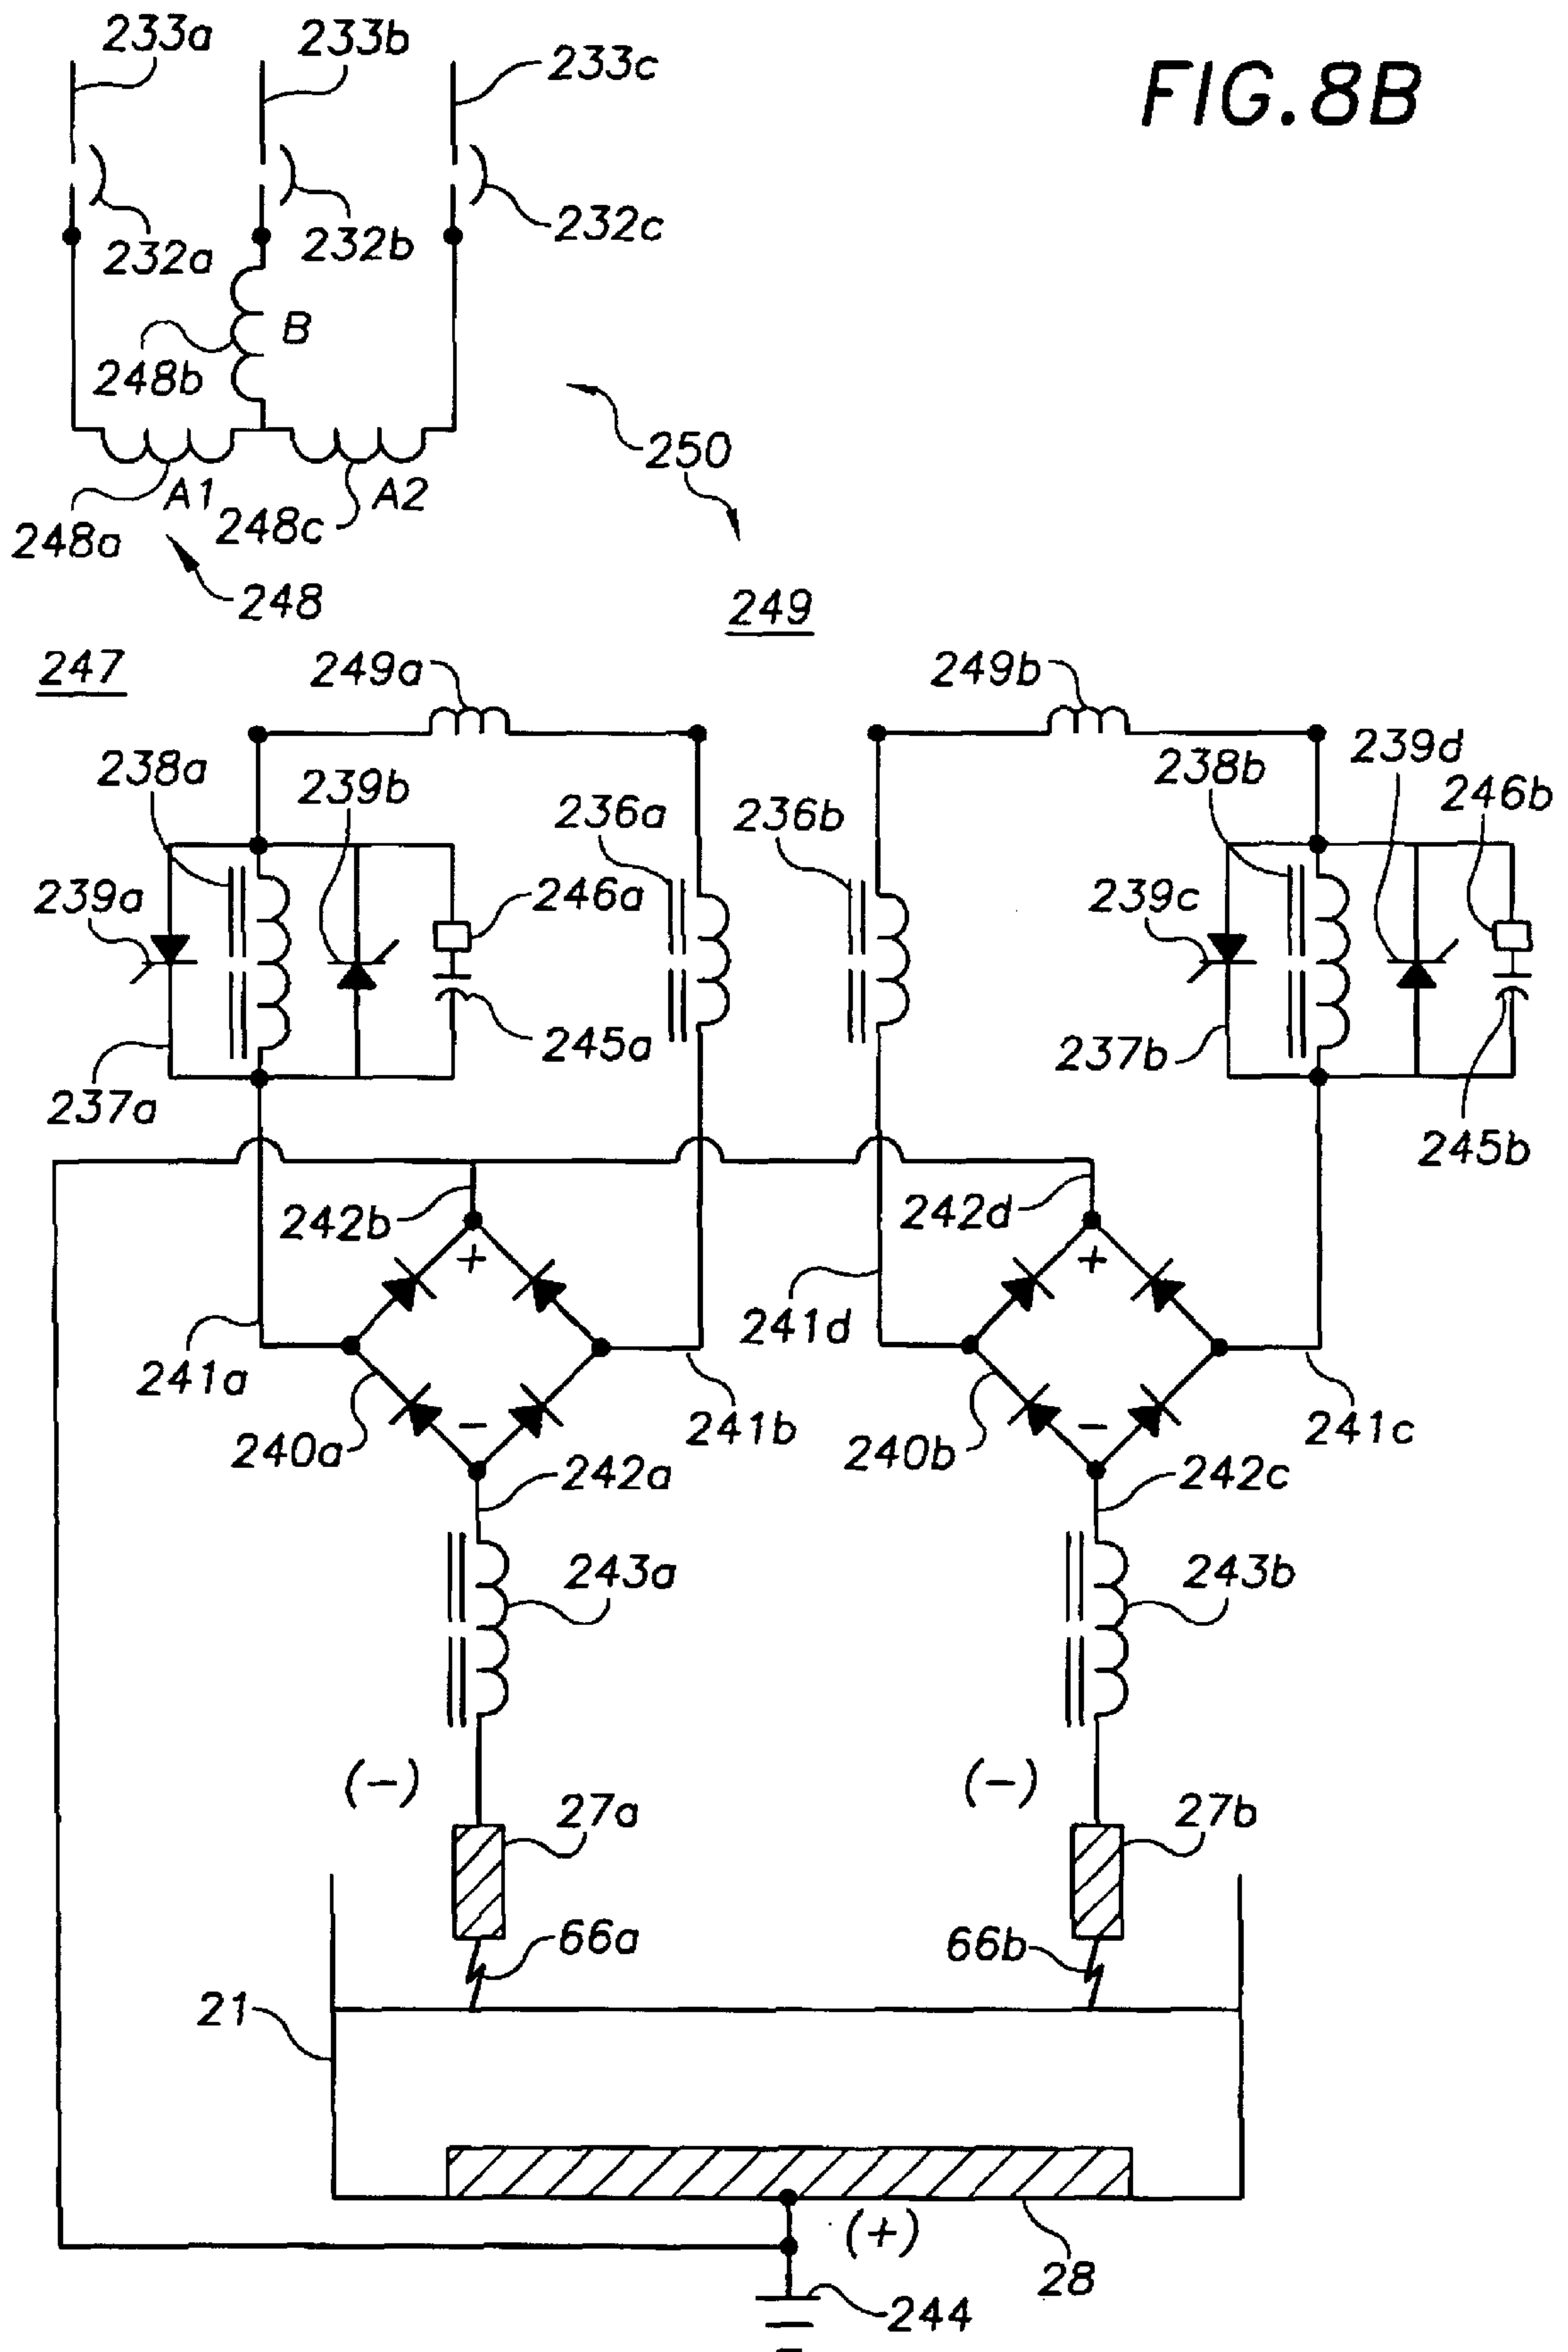 FIG.8B
233a
233b
233c
232a
232b
232c
B
248b
A1
A2
248a
248c
248
250
249
247
249a
249b
238a
239b
236a
236b
238b
239d
246b
239a
246a
239c
245a
237a
237b
245b
242b
242d
+
+
241a
241d
241b
241c
240a
-
240b
-
242a
242c
243a
243b
(-)
(-)
27a
27b
66a
66b
21
(+)
28
244